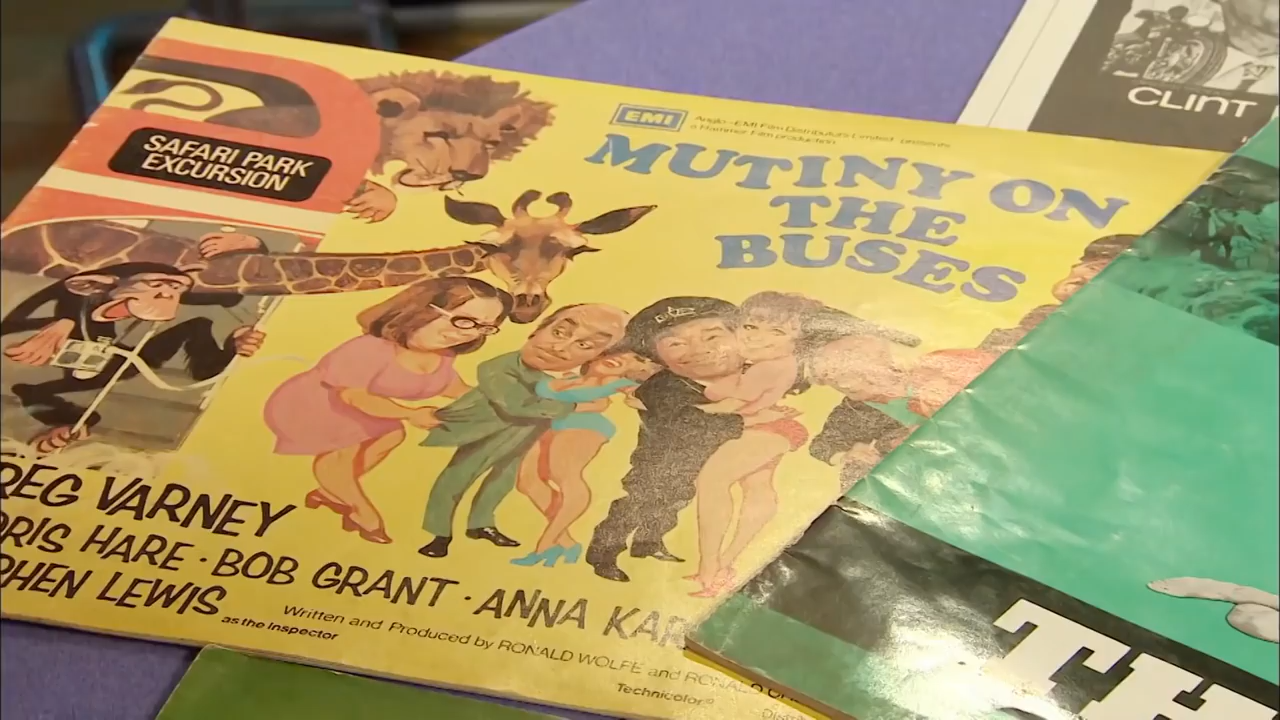 SAFARI PARK
EXCURSION
EMI
Anglo-EMI Film Distributors Limited presents
a Hammer Film production
MUTINY ON
THE
BUSES
CLINT
REG VARNEY
ORIS HARE · BOB GRANT · ANNA KAR
PHEN LEWIS
as the Inspector
Written and Produced by RONALD WOLFE and RONALD
Technicolor®
TH